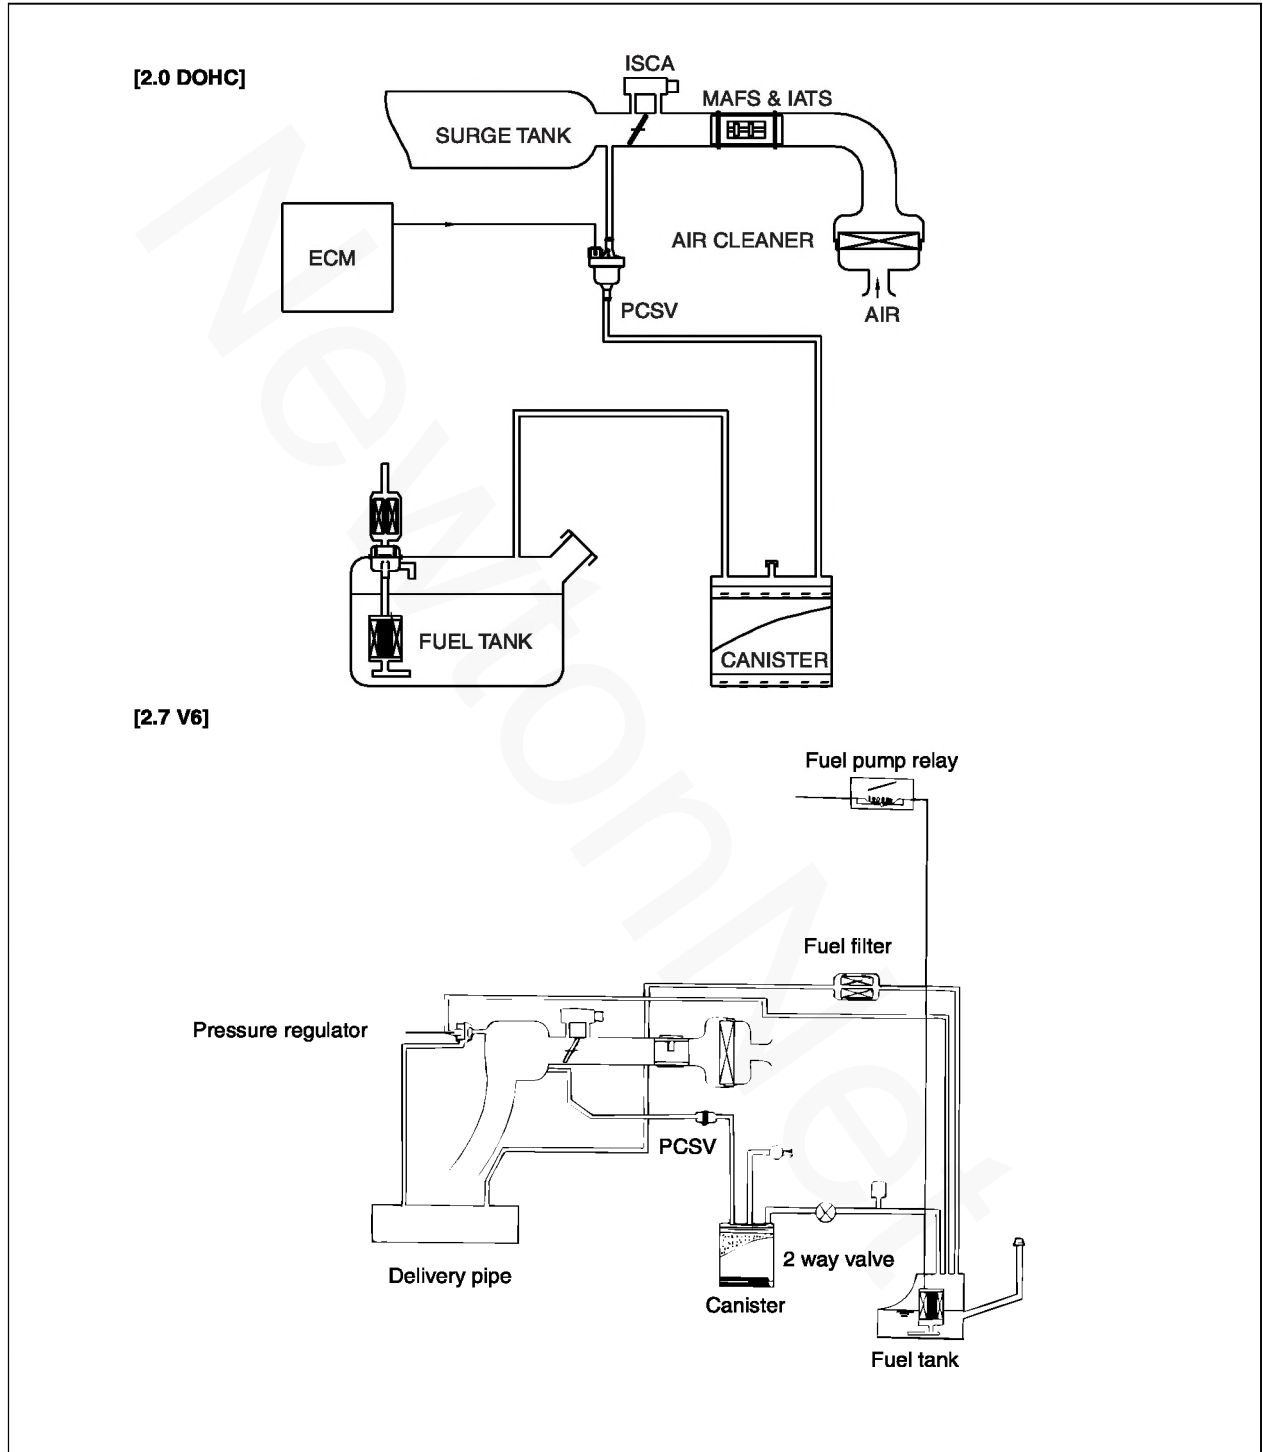 [2.0 DOHC]
ISCA
MAFS & IATS
SURGE TANK
ECM
AIR CLEANER
PCSV
AIR
FUEL TANK
CANISTER
[2.7 V6]
Fuel pump relay
Fuel filter
Pressure regulator
PCSV
2 way valve
Delivery pipe
Canister
Fuel tank
NewtonNet